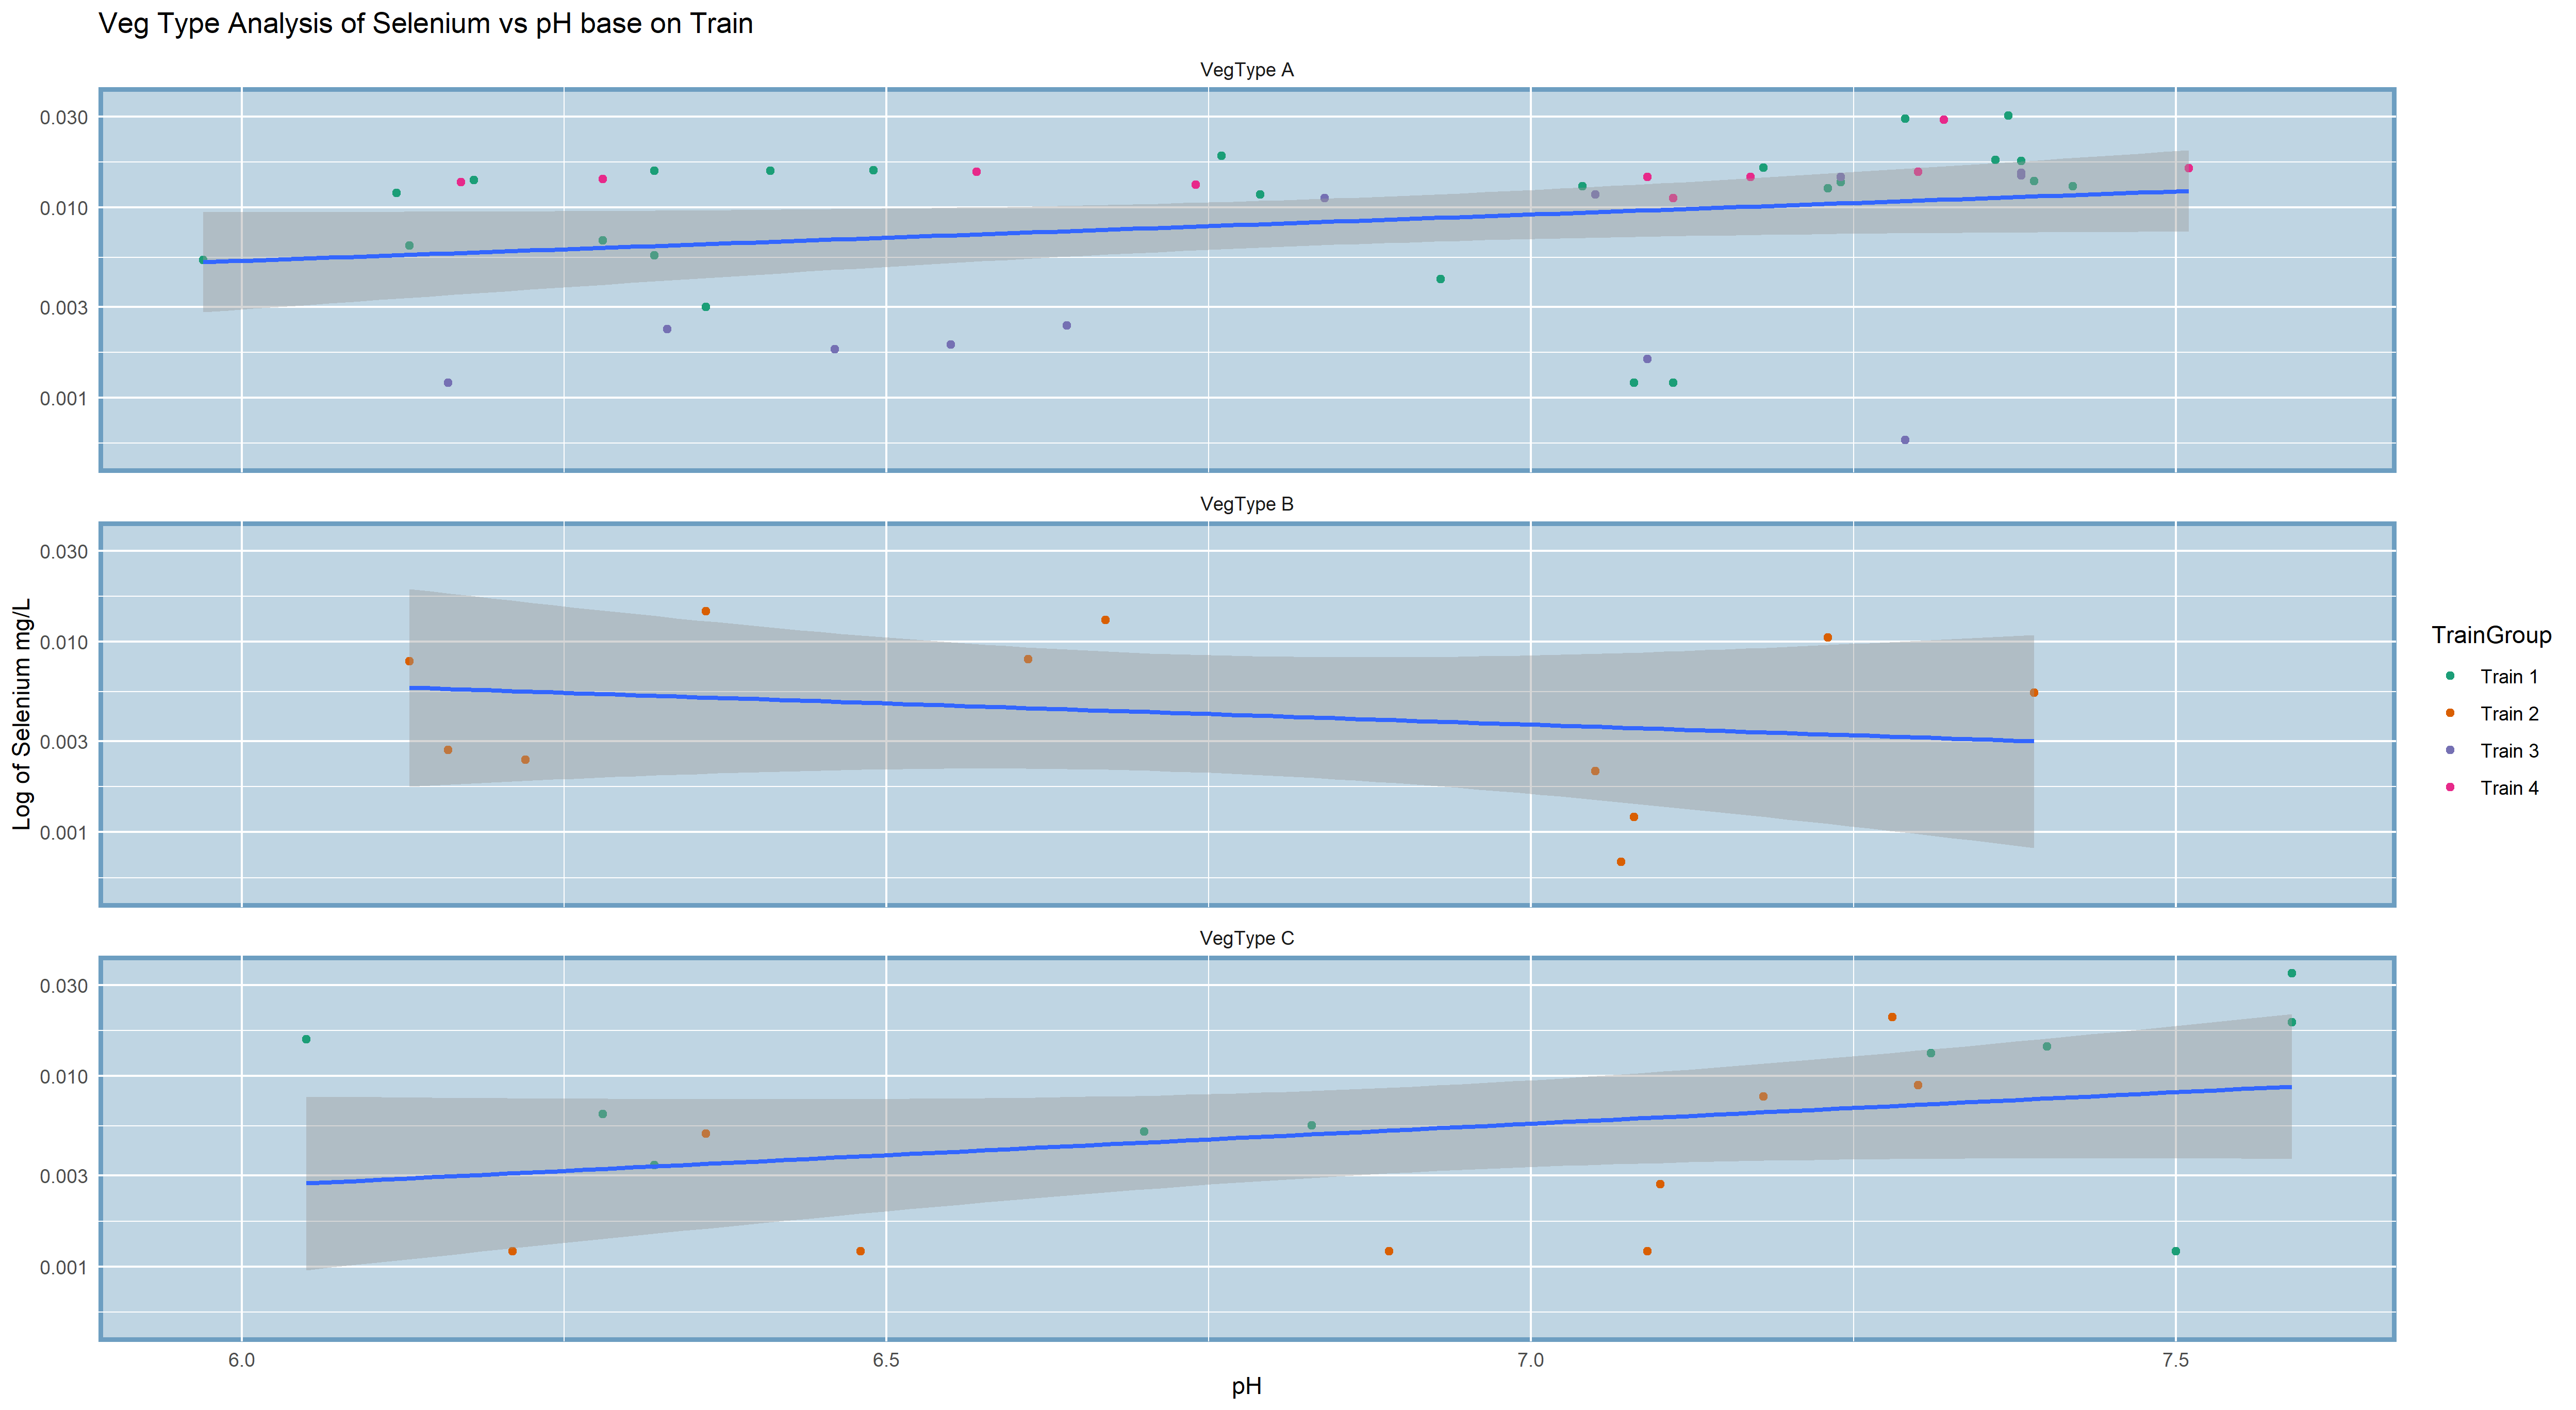 Veg Type Analysis of Selenium vs pH base on Train
VegType A
0.030
0.010
0.003
0.001
VegType B
0.030
0.010
0.003
0.001
VegType C
0.030
0.010
0.003
0.001
6.0 6.5 7.0 7.5
pH
Log of Selenium mg/L
TrainGroup
Train 1
Train 2
Train 3
Train 4